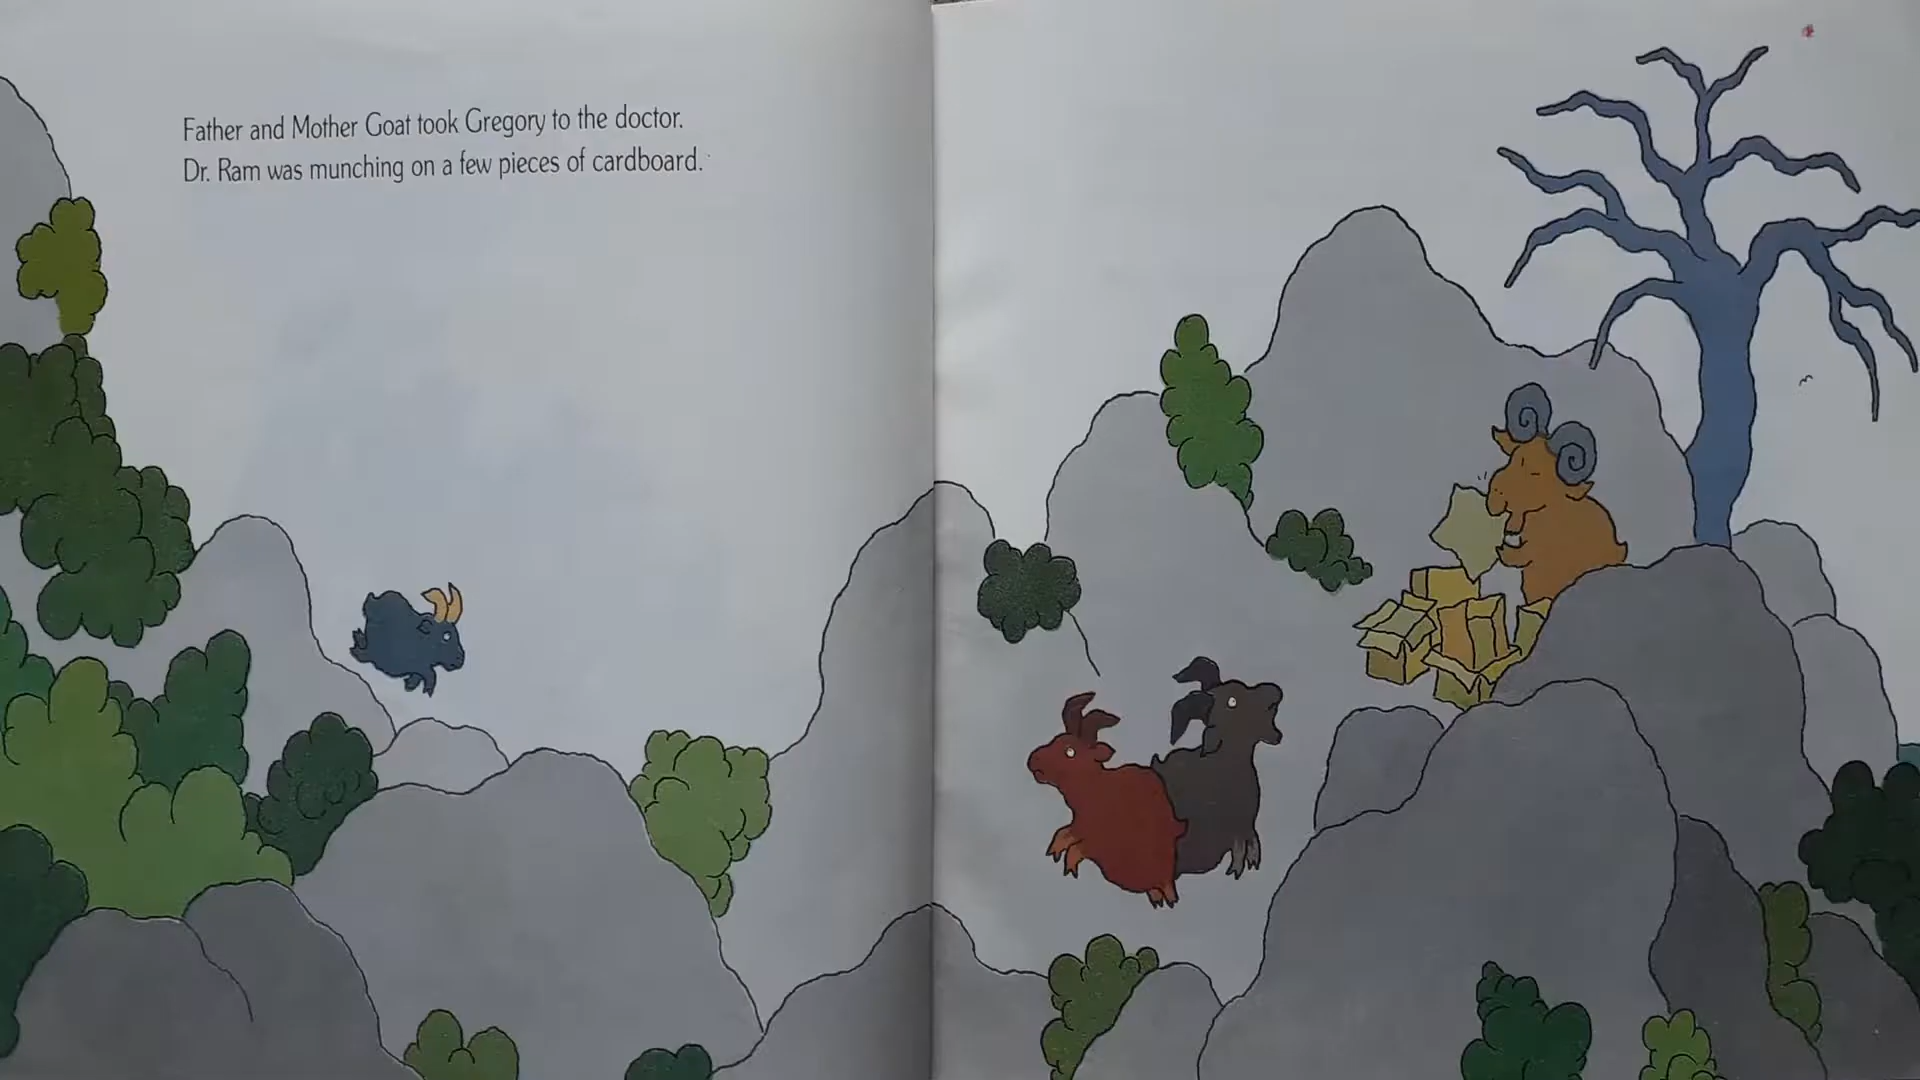 Father and Mother Goat took Gregory to the doctor.
Dr. Ram was munching on a few pieces of cardboard.